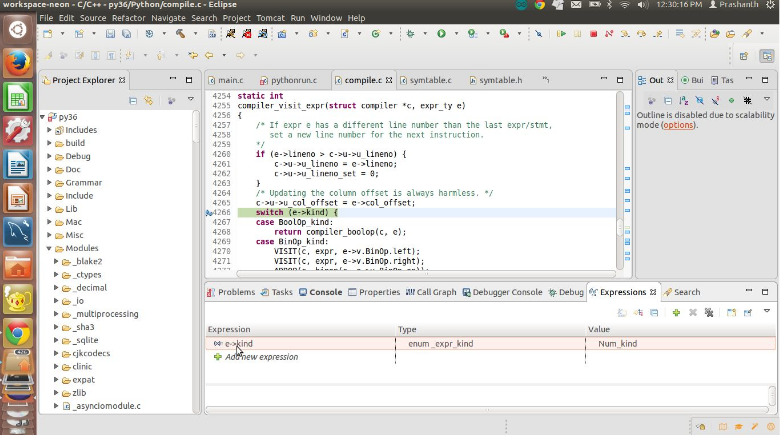 workspace-neon - C/C++ - py36/Python/compile.c - Eclipse
12:30:16 PM Prashanth
File Edit Source Refactor Navigate Search Project Tomcat Run Window Help
Project Explorer
py36
Includes
build
Debug
Doc
Grammar
Include
Lib
Mac
Misc
Modules
_blake2
_ctypes
_decimal
_io
_multiprocessing
_sha3
_sqlite
cjkcodecs
clinic
expat
zlib
_asynciomodule.c
main.c pythonrun.c compile.c symtable.c symtable.h
4254 static int
4255 compiler_visit_expr(struct compiler *c, expr_ty e)
4256 {
4257 /* If expr e has a different line number than the last expr/stmt,
4258 set a new line number for the next instruction.
4259 */
4260 if (e->lineno > c->u->u_lineno) {
4261 c->u->u_lineno = e->lineno;
4262 c->u->u_lineno_set = 0;
4263 }
4264 /* Updating the column offset is always harmless. */
4265 c->u->u_col_offset = e->col_offset;
4266 switch (e->kind) {
4267 case BoolOp_kind:
4268 return compiler_boolop(c, e);
4269 case BinOp_kind:
4270 VISIT(c, expr, e->v.BinOp.left);
4271 VISIT(c, expr, e->v.BinOp.right);
Out Bui Tas
Outline is disabled due to scalability
mode (options).
Problems Tasks Console Properties Call Graph Debugger Console Debug Expressions Search
Expression Type Value
e->kind enum _expr_kind Num_kind
Add new expression